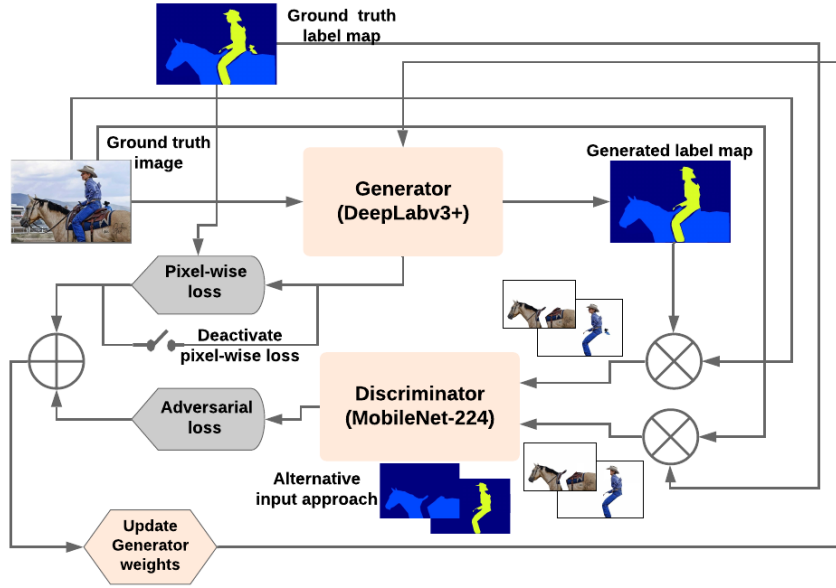 Ground truth
label map
Ground truth
image
Generator
(DeepLabv3+)
Generated label map
Pixel-wise
loss
Deactivate
pixel-wise loss
Discriminator
(MobileNet-224)
Adversarial
loss
Alternative
input approach
Update
Generator
weights